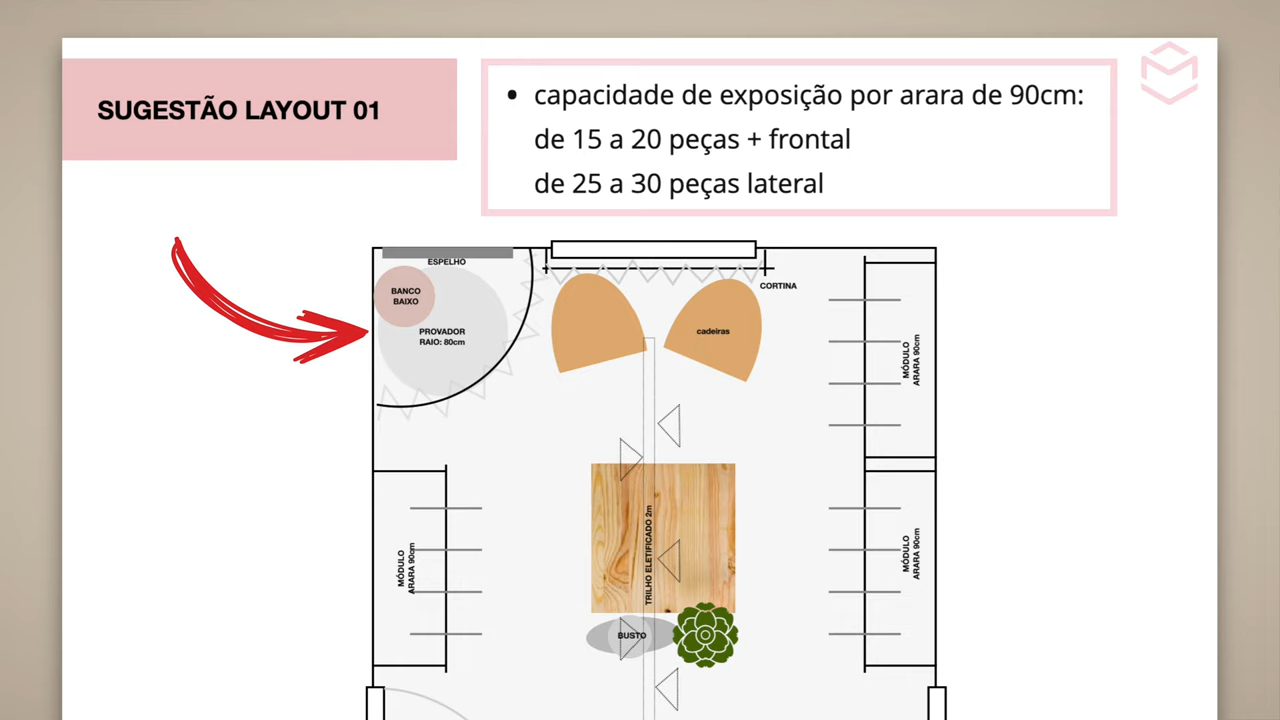 SUGESTÃO LAYOUT 01
• capacidade de exposição por arara de 90cm:
de 15 a 20 peças + frontal
de 25 a 30 peças lateral
ESPELHO
BANCO
BAIXO
PROVADOR
RAIO: 80cm
CORTINA
cadeiras
MÓDULO
ARARA 90cm
MÓDULO
ARARA 90cm
TRILHO ELETIFICADO 2m
MÓDULO
ARARA 90cm
BUSTO